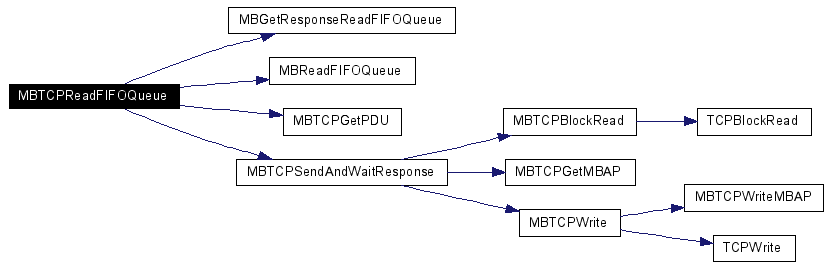 MBGetResponseReadFIFOQueue
MBReadFIFOQueue
MBTCPReadFIFOQueue
MBTCPGetPDU
MBTCPBlockRead
TCPBlockRead
MBTCPSendAndWaitResponse
MBTCPGetMBAP
MBTCPWriteMBAP
MBTCPWrite
TCPWrite